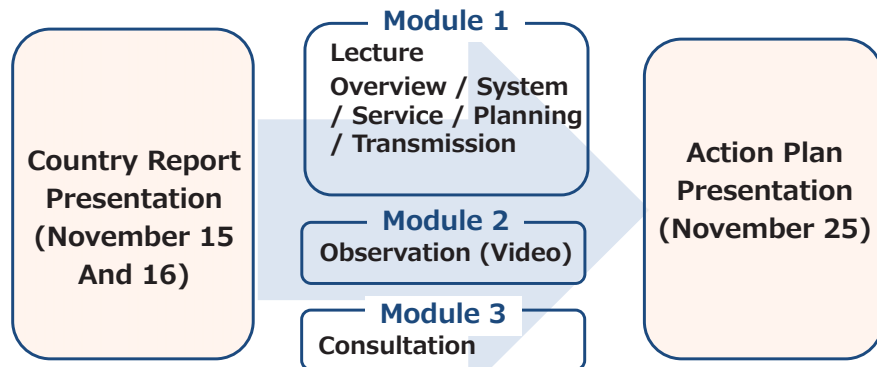 Country Report
Presentation
(November 15
And 16)
Module 1
Lecture
Overview / System
/ Service / Planning
/ Transmission
Module 2
Observation (Video)
Module 3
Consultation
Action Plan
Presentation
(November 25)